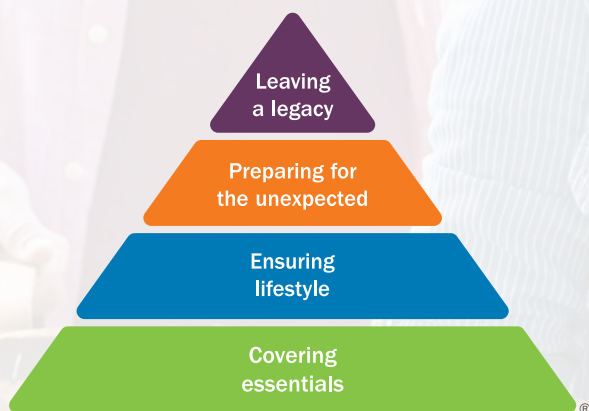 Leaving
a legacy
Preparing for
the unexpected
Ensuring
lifestyle
Covering
essentials
®